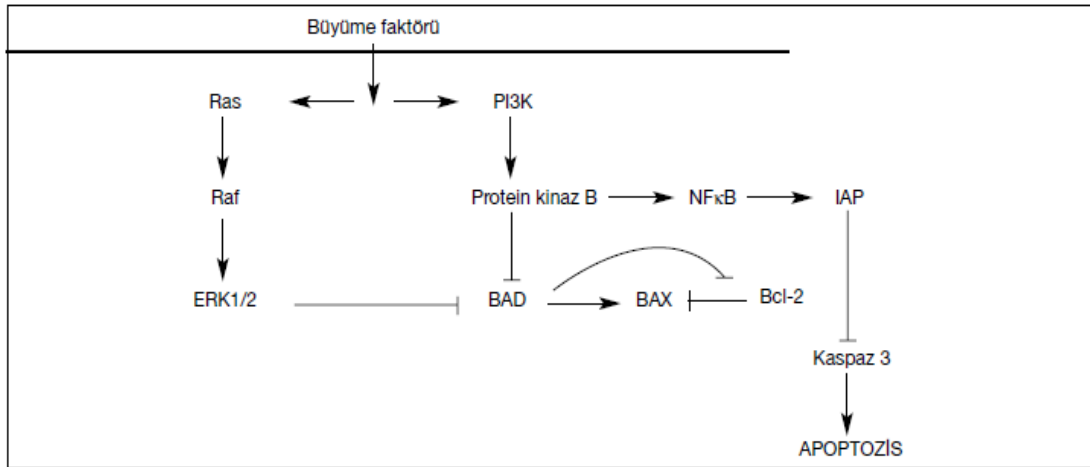 Büyüme faktörü
Ras PI3K
Raf Protein kinaz B NFκB IAP
ERK1/2 BAD BAX Bcl-2
Kaspaz 3
APOPTOZİS